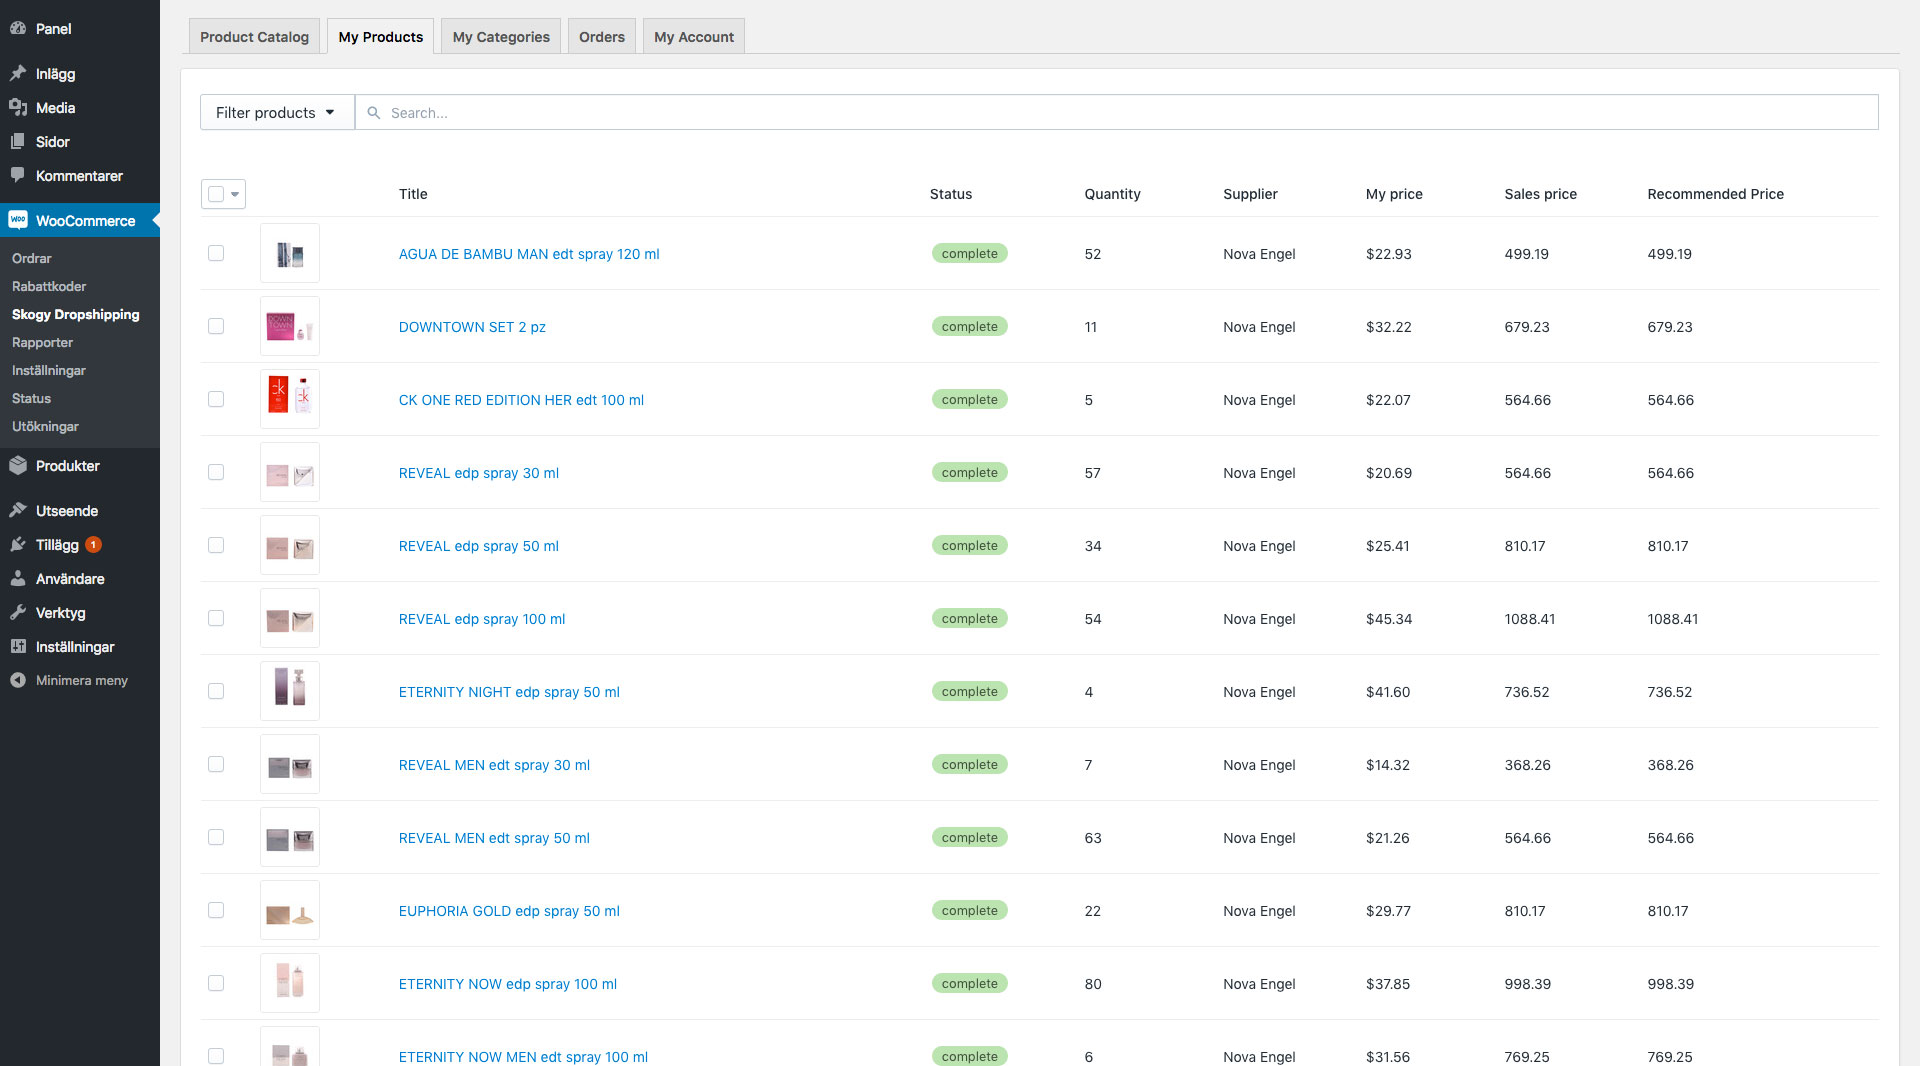 Panel
Inlägg
Media
Sidor
Kommentarer
WOO WooCommerce
Ordrar
Rabattkoder
Skogy Dropshipping
Rapporter
Inställningar
Status
Utökningar
Produkter
Utseende
Tillägg 1
Användare
Verktyg
Inställningar
Minimera meny
Product Catalog My Products My Categories Orders My Account
Filter products Search...
Title Status Quantity Supplier My price Sales price Recommended Price
AGUA DE BAMBU MAN edt spray 120 ml complete 52 Nova Engel $22.93 499.19 499.19
DOWN TOWN
DOWNTOWN SET 2 pz complete 11 Nova Engel $32.22 679.23 679.23
ck ck
CK ONE RED EDITION HER edt 100 ml complete 5 Nova Engel $22.07 564.66 564.66
REVEAL edp spray 30 ml complete 57 Nova Engel $20.69 564.66 564.66
REVEAL edp spray 50 ml complete 34 Nova Engel $25.41 810.17 810.17
REVEAL edp spray 100 ml complete 54 Nova Engel $45.34 1088.41 1088.41
ETERNITY NIGHT edp spray 50 ml complete 4 Nova Engel $41.60 736.52 736.52
REVEAL MEN edt spray 30 ml complete 7 Nova Engel $14.32 368.26 368.26
REVEAL MEN edt spray 50 ml complete 63 Nova Engel $21.26 564.66 564.66
EUPHORIA GOLD edp spray 50 ml complete 22 Nova Engel $29.77 810.17 810.17
ETERNITY NOW edp spray 100 ml complete 80 Nova Engel $37.85 998.39 998.39
ETERNITY NOW MEN edt spray 100 ml complete 6 Nova Engel $31.56 769.25 769.25